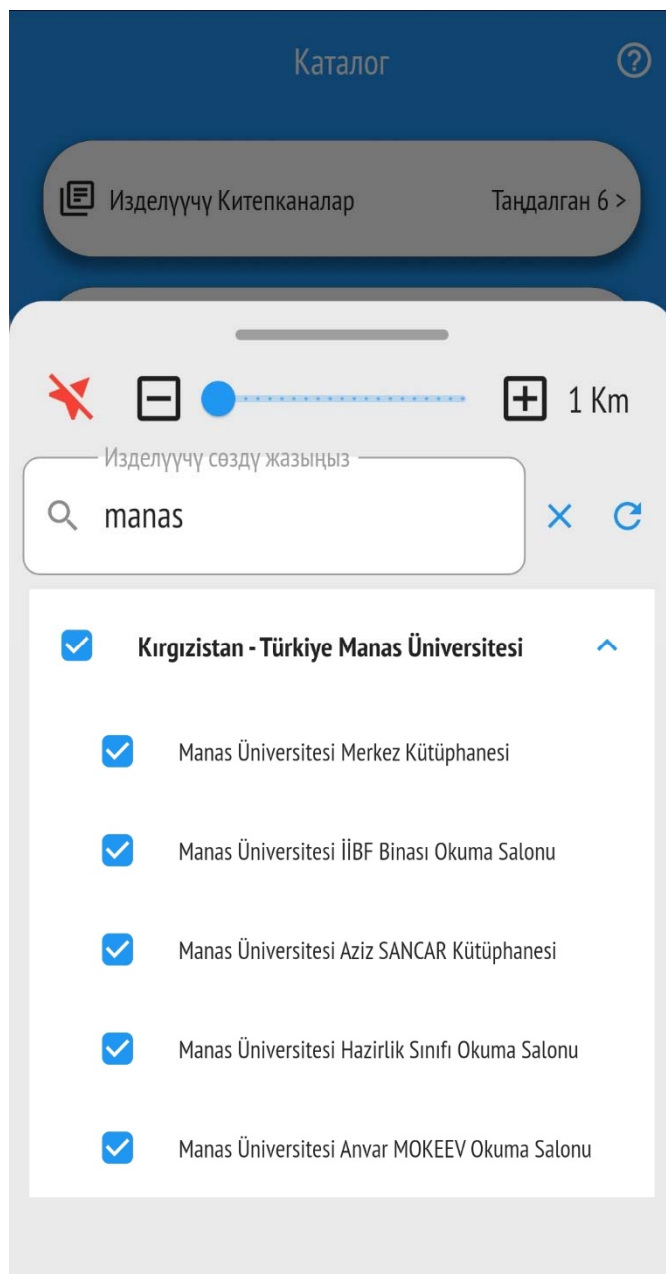 Каталог
Изделүүчү Китепканалар Таңдалган 6 >
1 Km
Изделүүчү сөздү жазыңыз
manas
Kırgızistan - Türkiye Manas Üniversitesi
Manas Üniversitesi Merkez Kütüphanesi
Manas Üniversitesi İİBF Binası Okuma Salonu
Manas Üniversitesi Aziz SANCAR Kütüphanesi
Manas Üniversitesi Hazirlik Sınıfı Okuma Salonu
Manas Üniversitesi Anvar MOKEEV Okuma Salonu